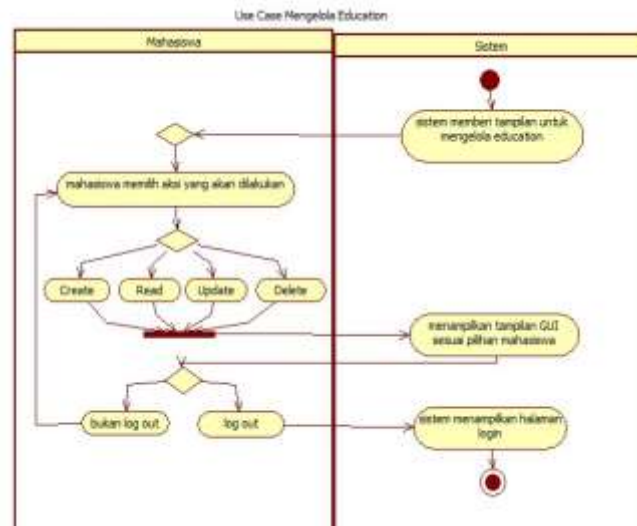 Use Case Mengelola Education
Mahasiswa
Sistem
sistem memberi tampilan untuk
mengelola education
mahasiswa memilih aksi yang akan dilakukan
Create
Read
Update
Delete
menampilkan tampilan GUI
sesuai pilihan mahasiswa
bukan log out
log out
sistem menampilkan halaman
login